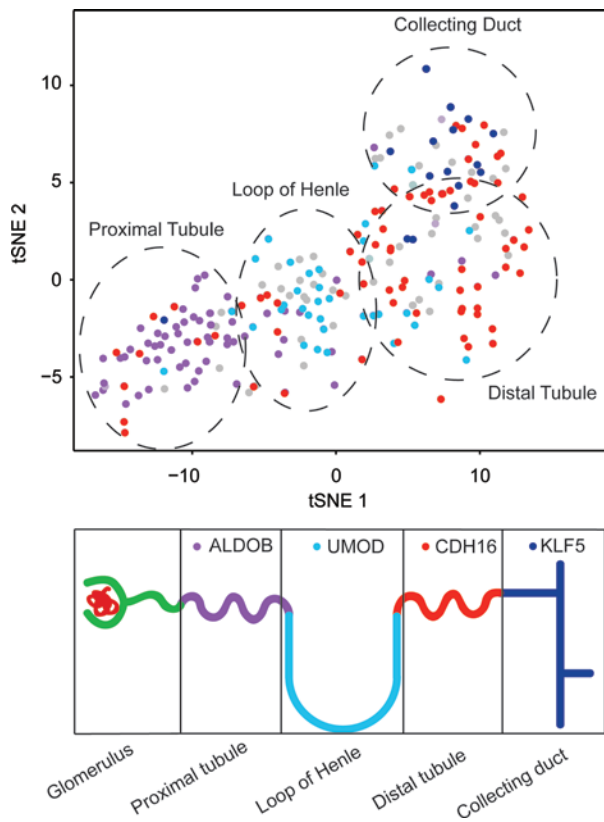 Collecting Duct
Loop of Henle
Proximal Tubule
Distal Tubule
tSNE 2
10
5
0
−5
−10
0
10
tSNE 1
ALDOB
UMOD
CDH16
KLF5
Glomerulus
Proximal tubule
Loop of Henle
Distal tubule
Collecting duct